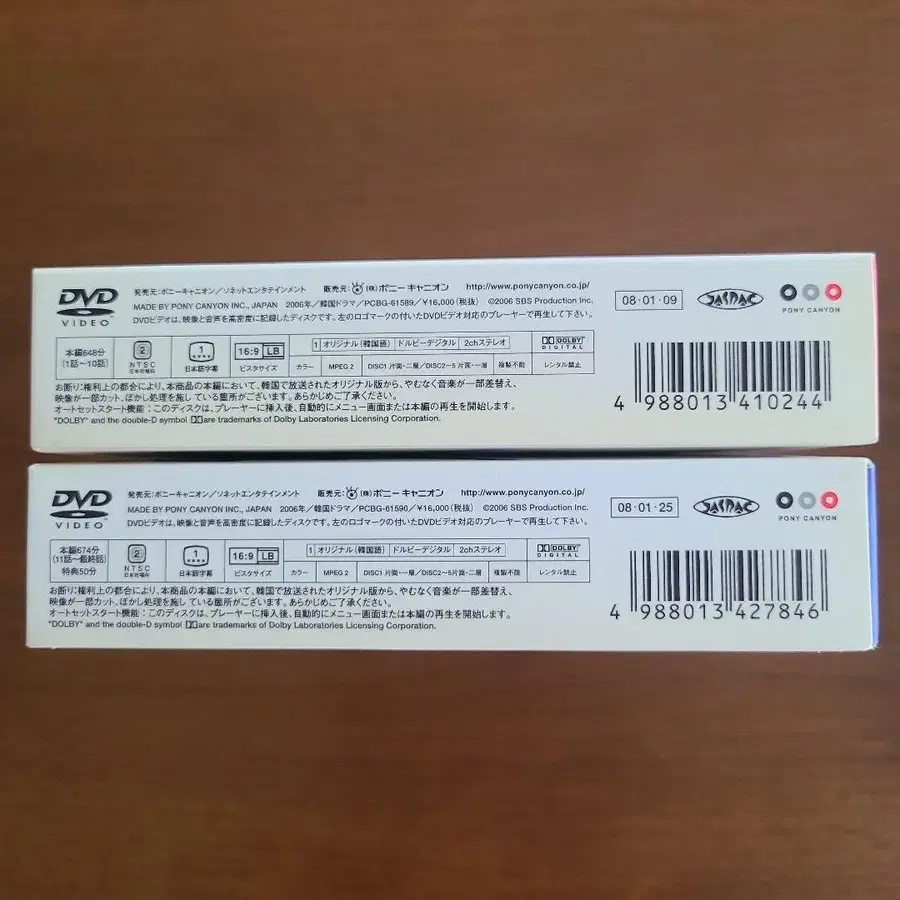 DVD VIDEO
発売元:ポニーキャニオン/ソネットエンタテインメント 販売元:(株)ポニーキャニオン http://www.ponycanyon.co.jp/
MADE BY PONY CANYON INC., JAPAN 2006年/韓国ドラマ/PCBG-61589/¥16,000(税抜) ©2006 SBS Production Inc.
DVDビデオは、映像と音声を高密度に記録したディスクです。左のロゴマークの付いたDVDビデオ対応のプレーヤーで再生して下さい。
08・01・09
JASRAC
PONY CANYON
本編648分
(1話~10話)
2 NTSC 日本市場向
1 日本語字幕
16:9 LB ビスタサイズ
1 オリジナル(韓国語) ドルビーデジタル 2chステレオ
DOLBY DIGITAL
カラー MPEG 2 DISC1 片面・二層/DISC2~5 片面・一層 複製不能 レンタル禁止
お断り:権利上の都合により、本商品の本編において、韓国で放送されたオリジナル版から、やむなく音楽が一部差替え、
映像が一部カット、ぼかし処理を施している箇所がございます。あらかじめご了承ください。
オートセットスタート機能:このディスクは、プレーヤーに挿入後、自動的にメニュー画面または本編の再生を開始します。
"DOLBY" and the double-D symbol are trademarks of Dolby Laboratories Licensing Corporation.
4 988013 410244
DVD VIDEO
発売元:ポニーキャニオン/ソネットエンタテインメント 販売元:(株)ポニーキャニオン http://www.ponycanyon.co.jp/
MADE BY PONY CANYON INC., JAPAN 2006年/韓国ドラマ/PCBG-61590/¥16,000(税抜) ©2006 SBS Production Inc.
DVDビデオは、映像と音声を高密度に記録したディスクです。左のロゴマークの付いたDVDビデオ対応のプレーヤーで再生して下さい。
08・01・25
JASRAC
PONY CANYON
本編674分
(11話~最終話)
特典50分
2 NTSC 日本市場向
1 日本語字幕
16:9 LB ビスタサイズ
1 オリジナル(韓国語) ドルビーデジタル 2chステレオ
DOLBY DIGITAL
カラー MPEG 2 DISC1 片面・一層/DISC2~5 片面・二層 複製不能 レンタル禁止
お断り:権利上の都合により、本商品の本編において、韓国で放送されたオリジナル版から、やむなく音楽が一部差替え、
映像が一部カット、ぼかし処理を施している箇所がございます。あらかじめご了承ください。
オートセットスタート機能:このディスクは、プレーヤーに挿入後、自動的にメニュー画面または本編の再生を開始します。
"DOLBY" and the double-D symbol are trademarks of Dolby Laboratories Licensing Corporation.
4 988013 427846